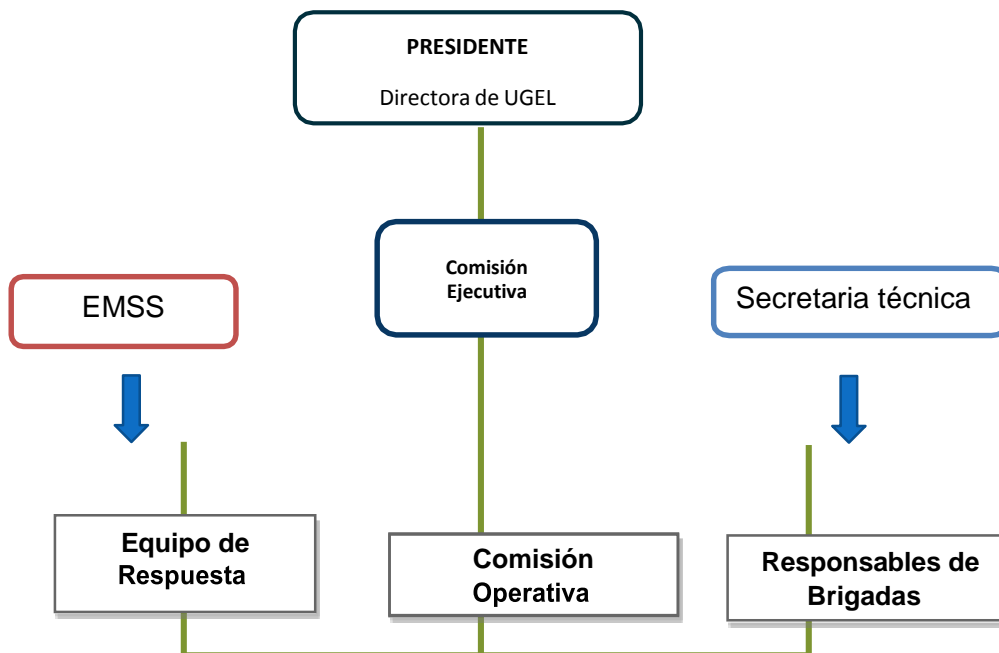 PRESIDENTE
Directora de UGEL
Comisión
Ejecutiva
EMSS
Secretaria técnica
Equipo de
Respuesta
Comisión
Operativa
Responsables de
Brigadas